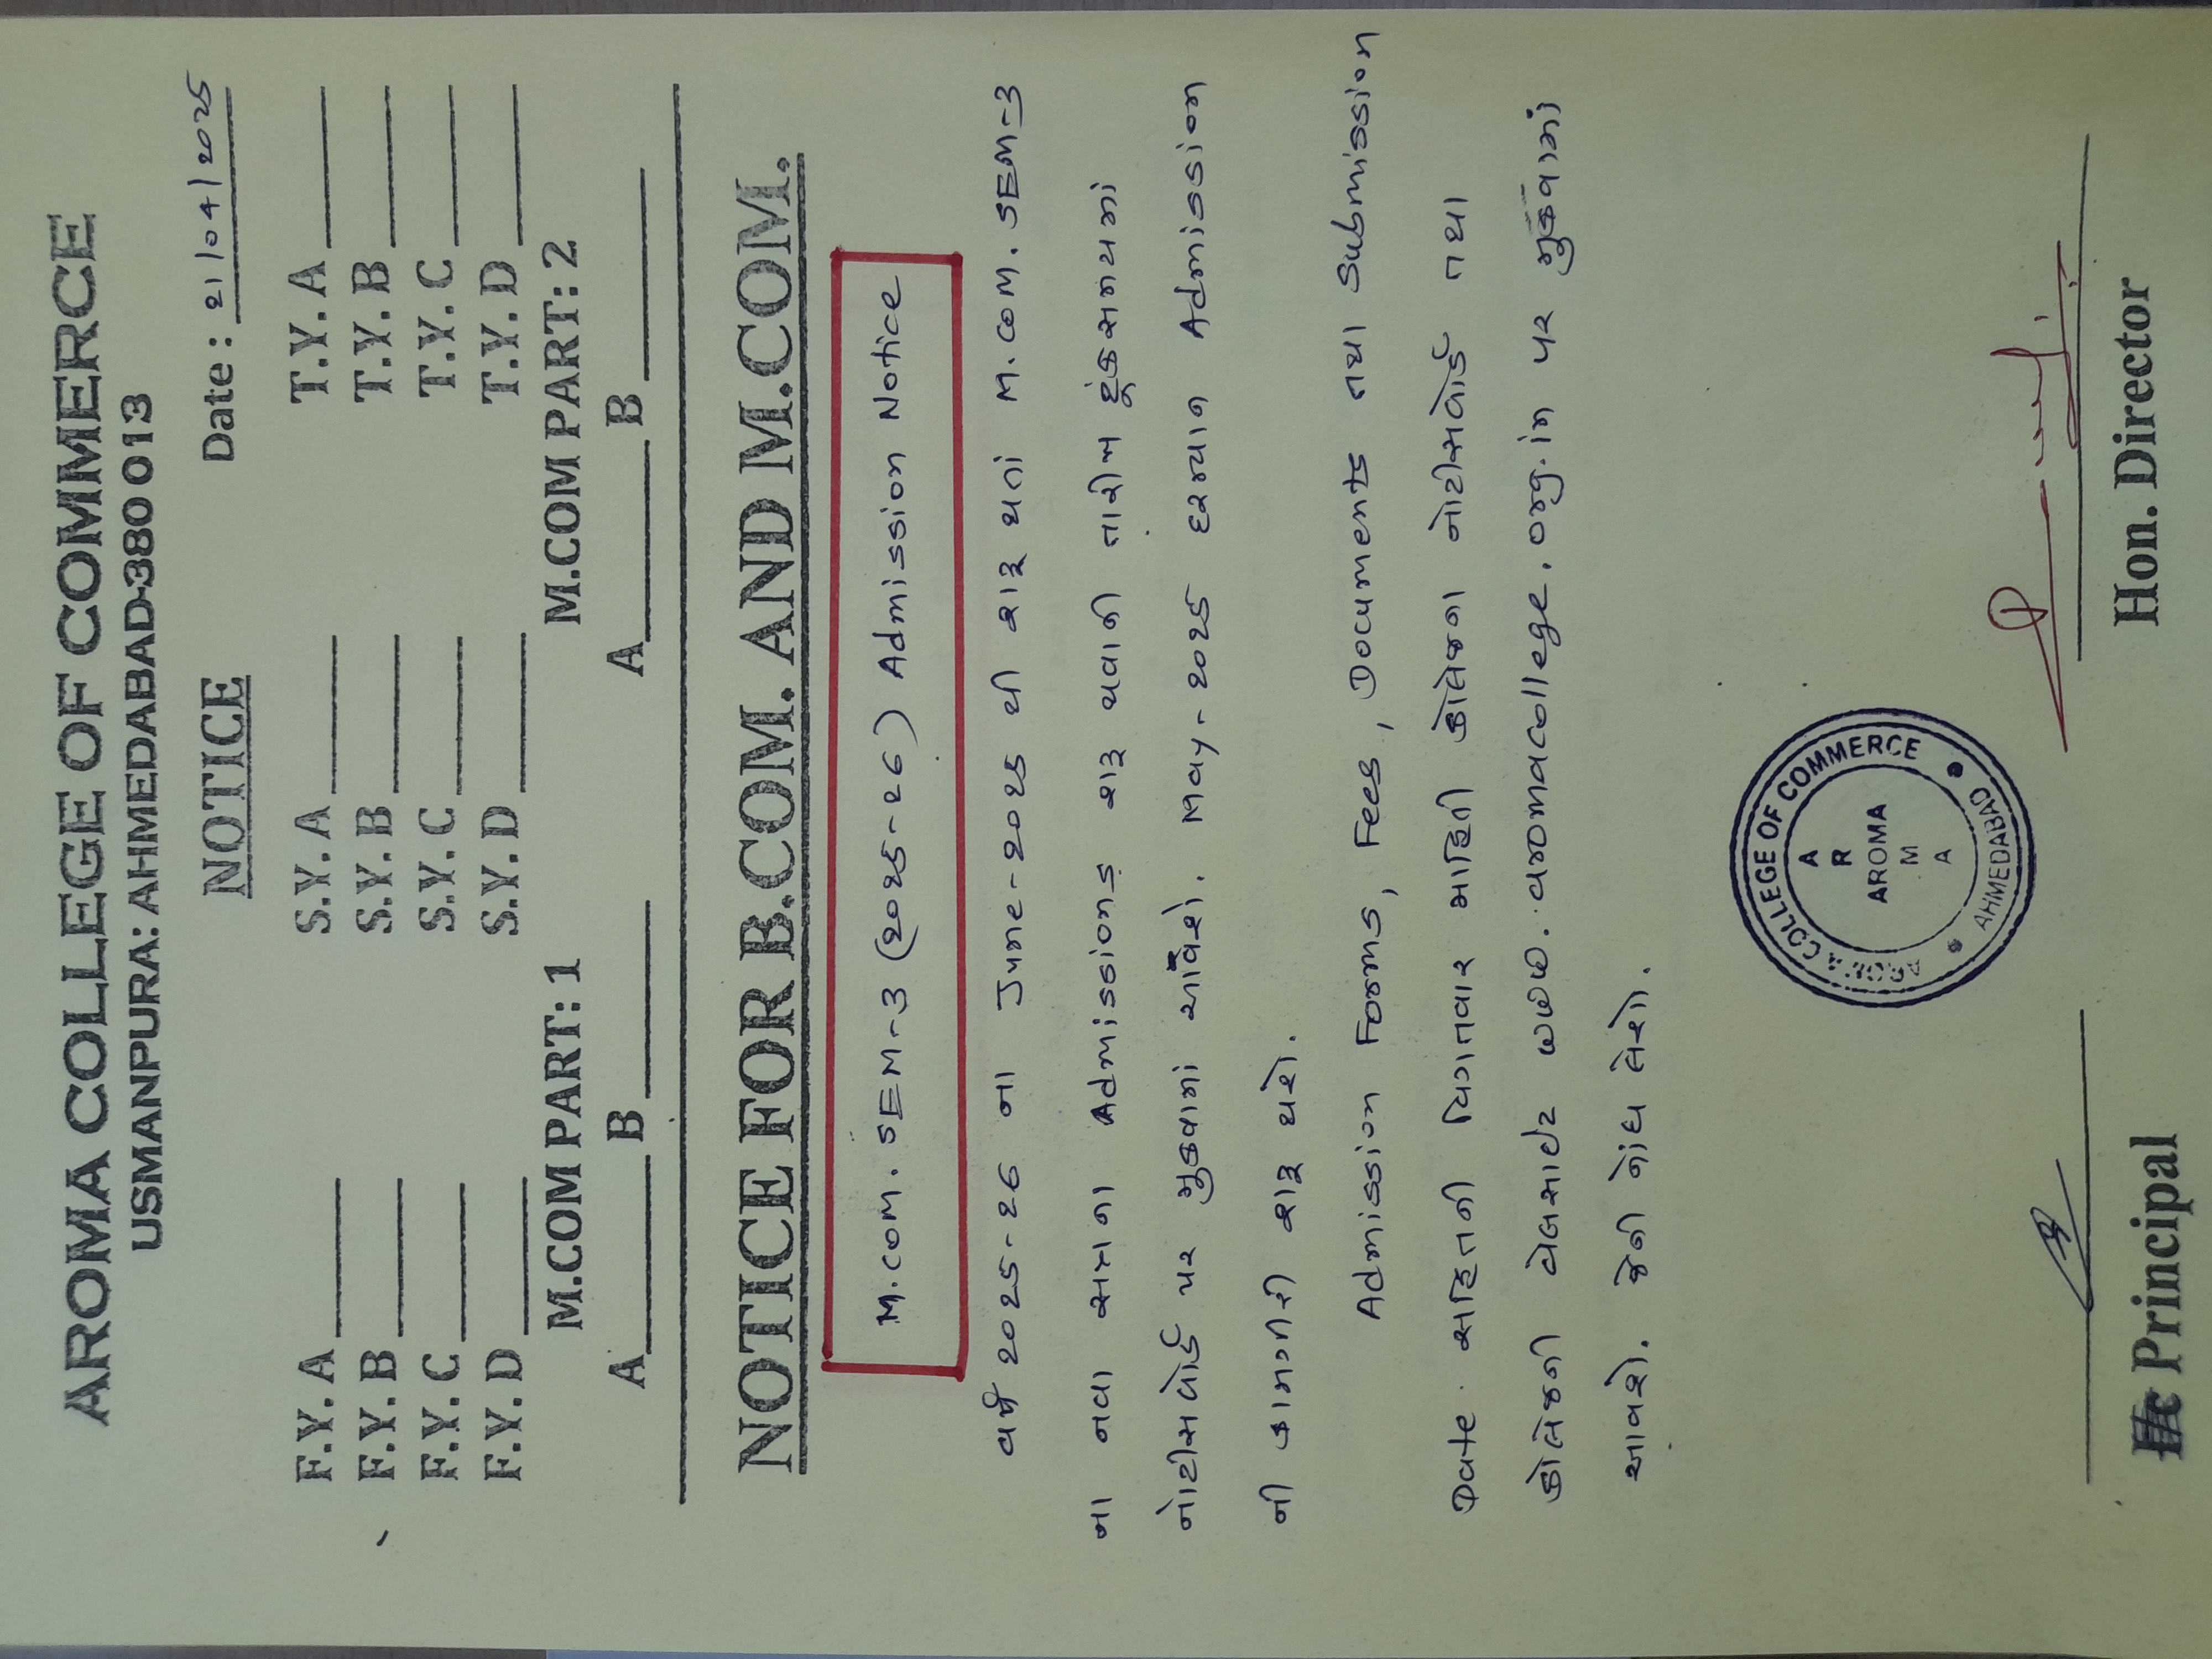 AROMA COLLEGE OF COMMERCE
USMANPURA: AHMEDABAD-380 013
NOTICE
Date : 21/04/2025
F.Y. A S.Y. A T.Y. A
F.Y. B S.Y. B T.Y. B
F.Y. C S.Y. C T.Y. C
F.Y. D S.Y. D T.Y. D
M.COM PART: 1 M.COM PART: 2
A B A B
NOTICE FOR B.COM. AND M.COM.
M.COM. SEM-3 (2025-26) Admission Notice
વર્ષ 2025-26 ના June-2025 થી શરૂ થતાં M.COM. SEM-3
ના નવા સત્રના Admissions શરૂ થવાની તારીખ ટૂંકસમયમાં
નોટીસબોર્ડ પર મુકવામાં આવશે. May-2025 દરમ્યાન Admission
ની કામગીરી શરૂ થશે.
Admission Forms, Fees, Documents તથા Submission
Date સહિતની વિગતવાર માહિતી કોલેજના નોટીસબોર્ડ તથા
કોલેજની વેબસાઈટ www.aromacollege.org.in પર મુકવામાં
આવશે. જેની નોંધ લેશો.
AROMA COLLEGE OF COMMERCE
AHMEDABAD
A
R
AROMA
M
A
Principal Hon. Director